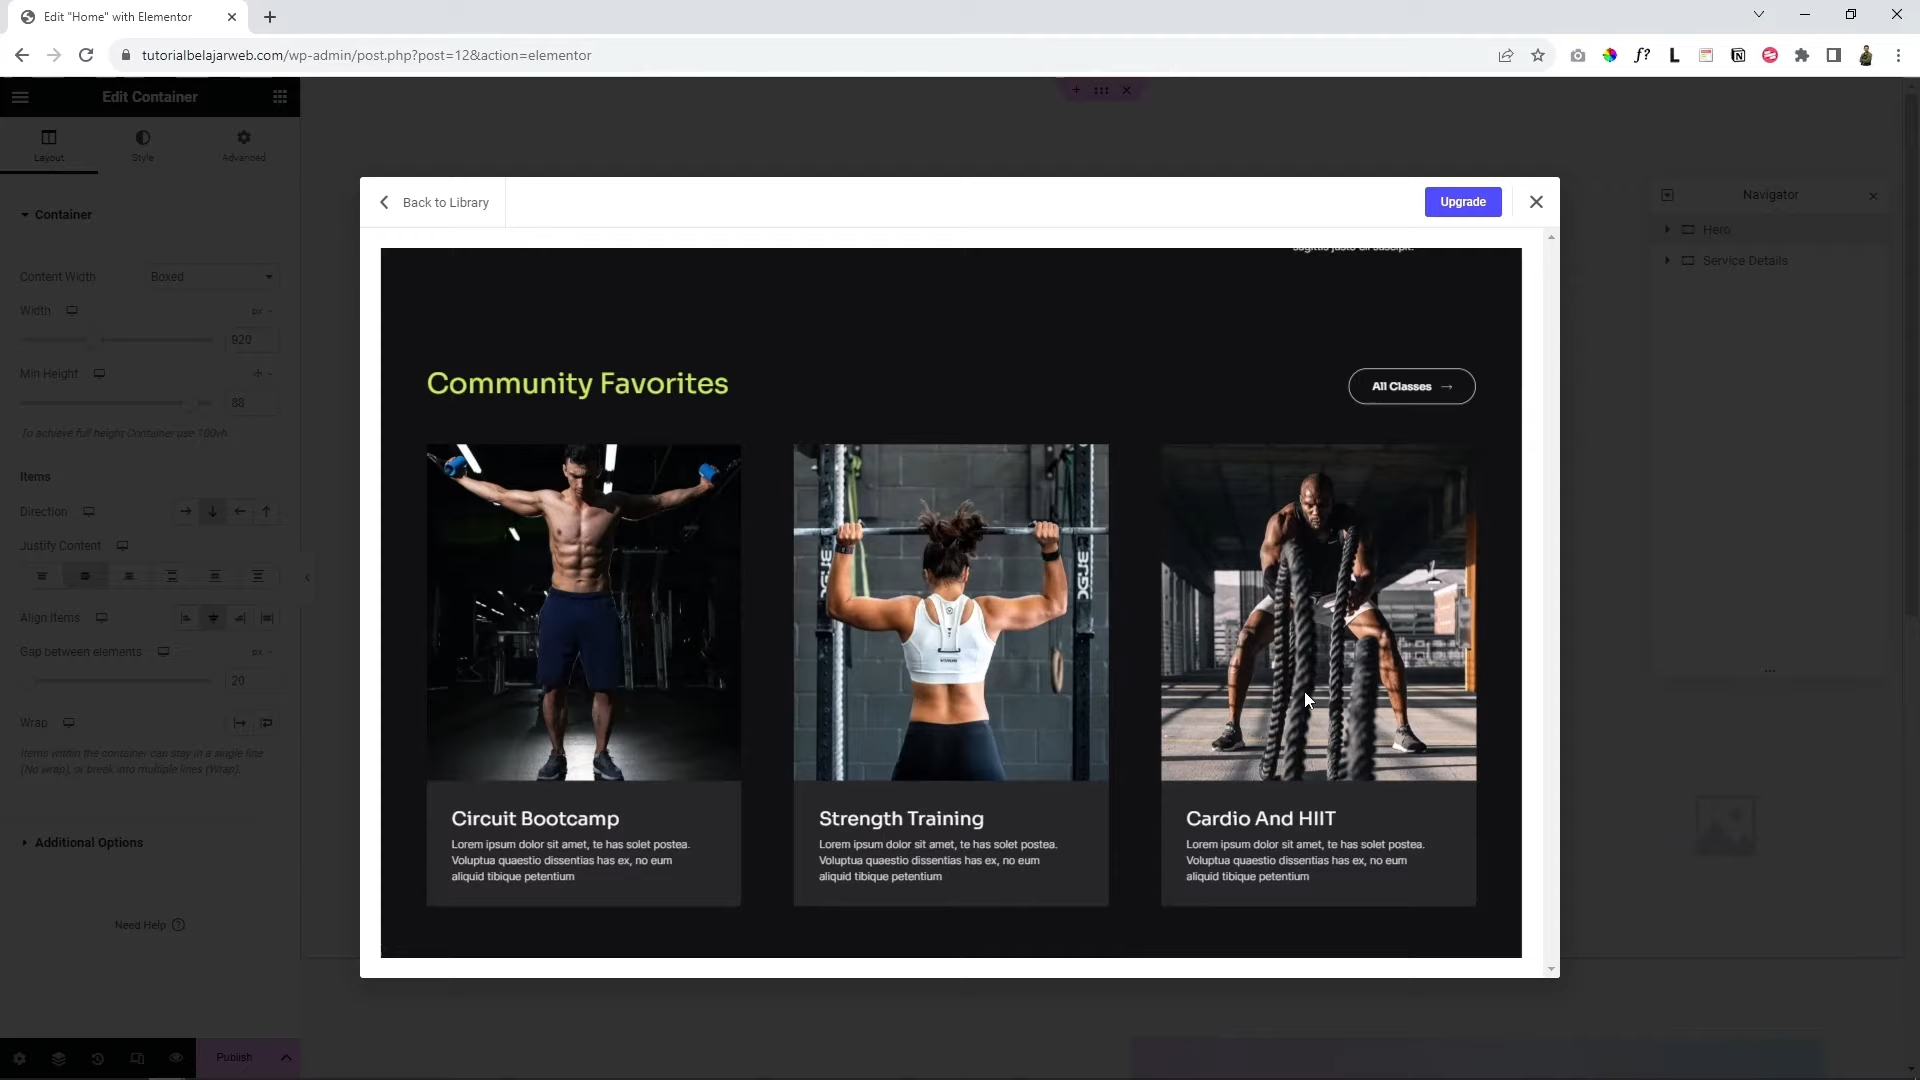 Edit "Home" with Elementor
tutorialbelajarweb.com/wp-admin/post.php?post=12&action=elementor
Edit Container
Layout
Style
Advanced
Container
Content Width
Boxed
Width
px
920
Min Height
vh
88
To achieve full height Container use 100vh.
Items
Direction
Justify Content
Align Items
Gap between elements
px
20
Wrap
Items within the container can stay in a single line
(No wrap), or break into multiple lines (Wrap).
Additional Options
Need Help
Publish
Back to Library
Upgrade
sagittis justo eli suscipit.
Community Favorites
All Classes →
Circuit Bootcamp
Lorem ipsum dolor sit amet, te has solet postea.
Voluptua quaestio dissentias has ex, no eum
aliquid tibique petentium
Strength Training
Lorem ipsum dolor sit amet, te has solet postea.
Voluptua quaestio dissentias has ex, no eum
aliquid tibique petentium
Cardio And HIIT
Lorem ipsum dolor sit amet, te has solet postea.
Voluptua quaestio dissentias has ex, no eum
aliquid tibique petentium
Navigator
Hero
Service Details